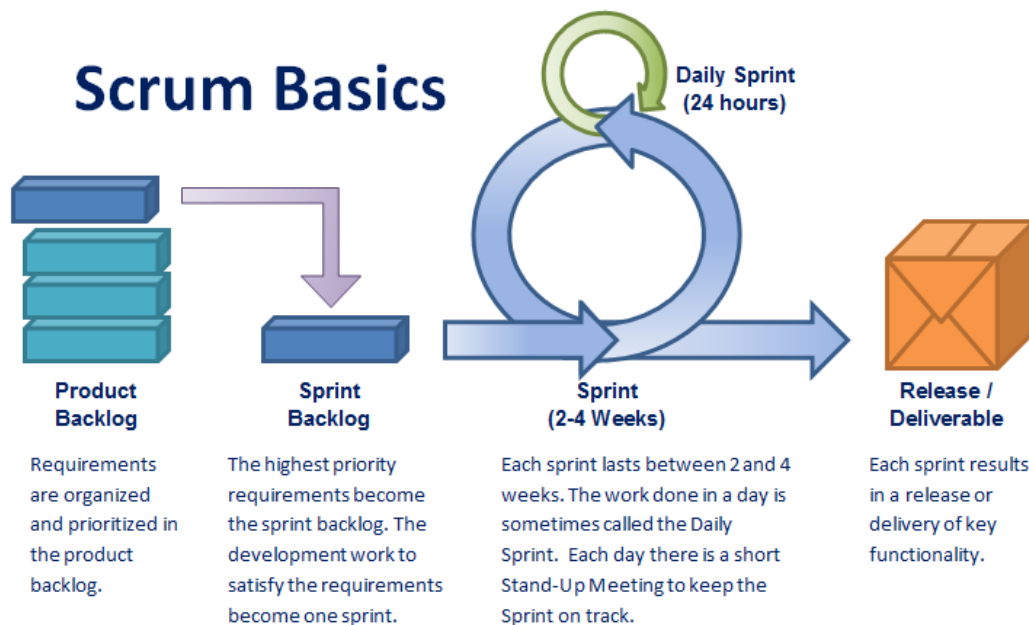 Scrum Basics
Daily Sprint
(24 hours)
Product
Backlog
Requirements
are organized
and prioritized in
the product
backlog.
Sprint
Backlog
The highest priority
requirements become
the sprint backlog. The
development work to
satisfy the requirements
become one sprint.
Sprint
(2-4 Weeks)
Each sprint lasts between 2 and 4
weeks. The work done in a day is
sometimes called the Daily
Sprint. Each day there is a short
Stand-Up Meeting to keep the
Sprint on track.
Release /
Deliverable
Each sprint results
in a release or
delivery of key
functionality.